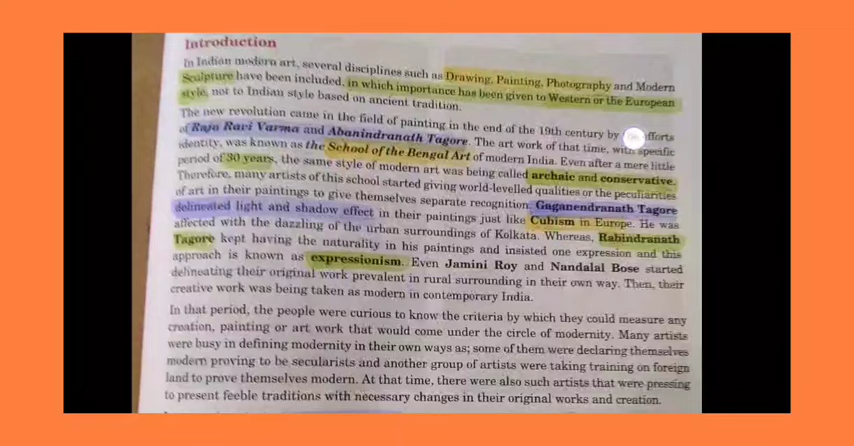 Introduction
In Indian modern art, several disciplines such as Drawing, Painting, Photography and Modern
Sculpture have been included, in which importance has been given to Western or the European
style, not to Indian style based on ancient tradition.
The new revolution came in the field of painting in the end of the 19th century by efforts
of Raja Ravi Varma and Abanindranath Tagore. The art work of that time, with specific
identity, was known as the School of the Bengal Art of modern India. Even after a mere little
period of 30 years, the same style of modern art was being called archaic and conservative.
Therefore, many artists of this school started giving world-levelled qualities or the peculiarities
of art in their paintings to give themselves separate recognition. Gaganendranath Tagore
delineated light and shadow effect in their paintings just like Cubism in Europe. He was
affected with the dazzling of the urban surroundings of Kolkata. Whereas, Rabindranath
Tagore kept having the naturality in his paintings and insisted one expression and this
approach is known as expressionism. Even Jamini Roy and Nandalal Bose started
delineating their original work prevalent in rural surrounding in their own way. Then, their
creative work was being taken as modern in contemporary India.
In that period, the people were curious to know the criteria by which they could measure any
creation, painting or art work that would come under the circle of modernity. Many artists
were busy in defining modernity in their own ways as; some of them were declaring themselves
modern proving to be secularists and another group of artists were taking training on foreign
land to prove themselves modern. At that time, there were also such artists that were pressing
to present feeble traditions with necessary changes in their original works and creation.